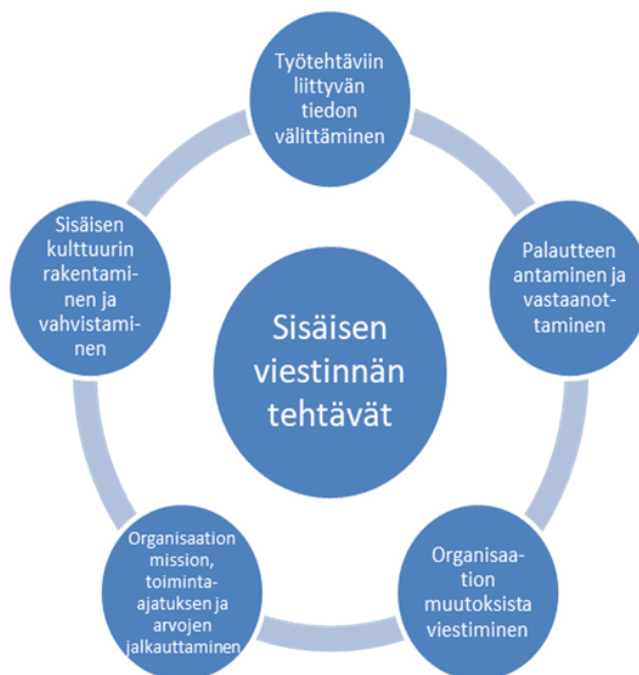 Työtehtäviin
liittyvän
tiedon
välittäminen
Palautteen
antaminen ja
vastaanot-
taminen
Organisaa-
tion
muutoksista
viestiminen
Organisaation
mission,
toiminta-
ajatuksen ja
arvojen
jalkauttaminen
Sisäisen
kulttuurin
rakentami-
nen ja
vahvistami-
nen
Sisäisen
viestinnän
tehtävät